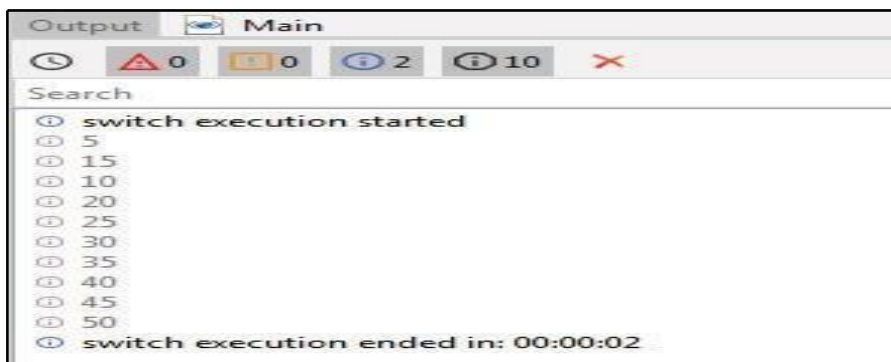 Output Main
0 0 2 10
Search
switch execution started
5
15
10
20
25
30
35
40
45
50
switch execution ended in: 00:00:02